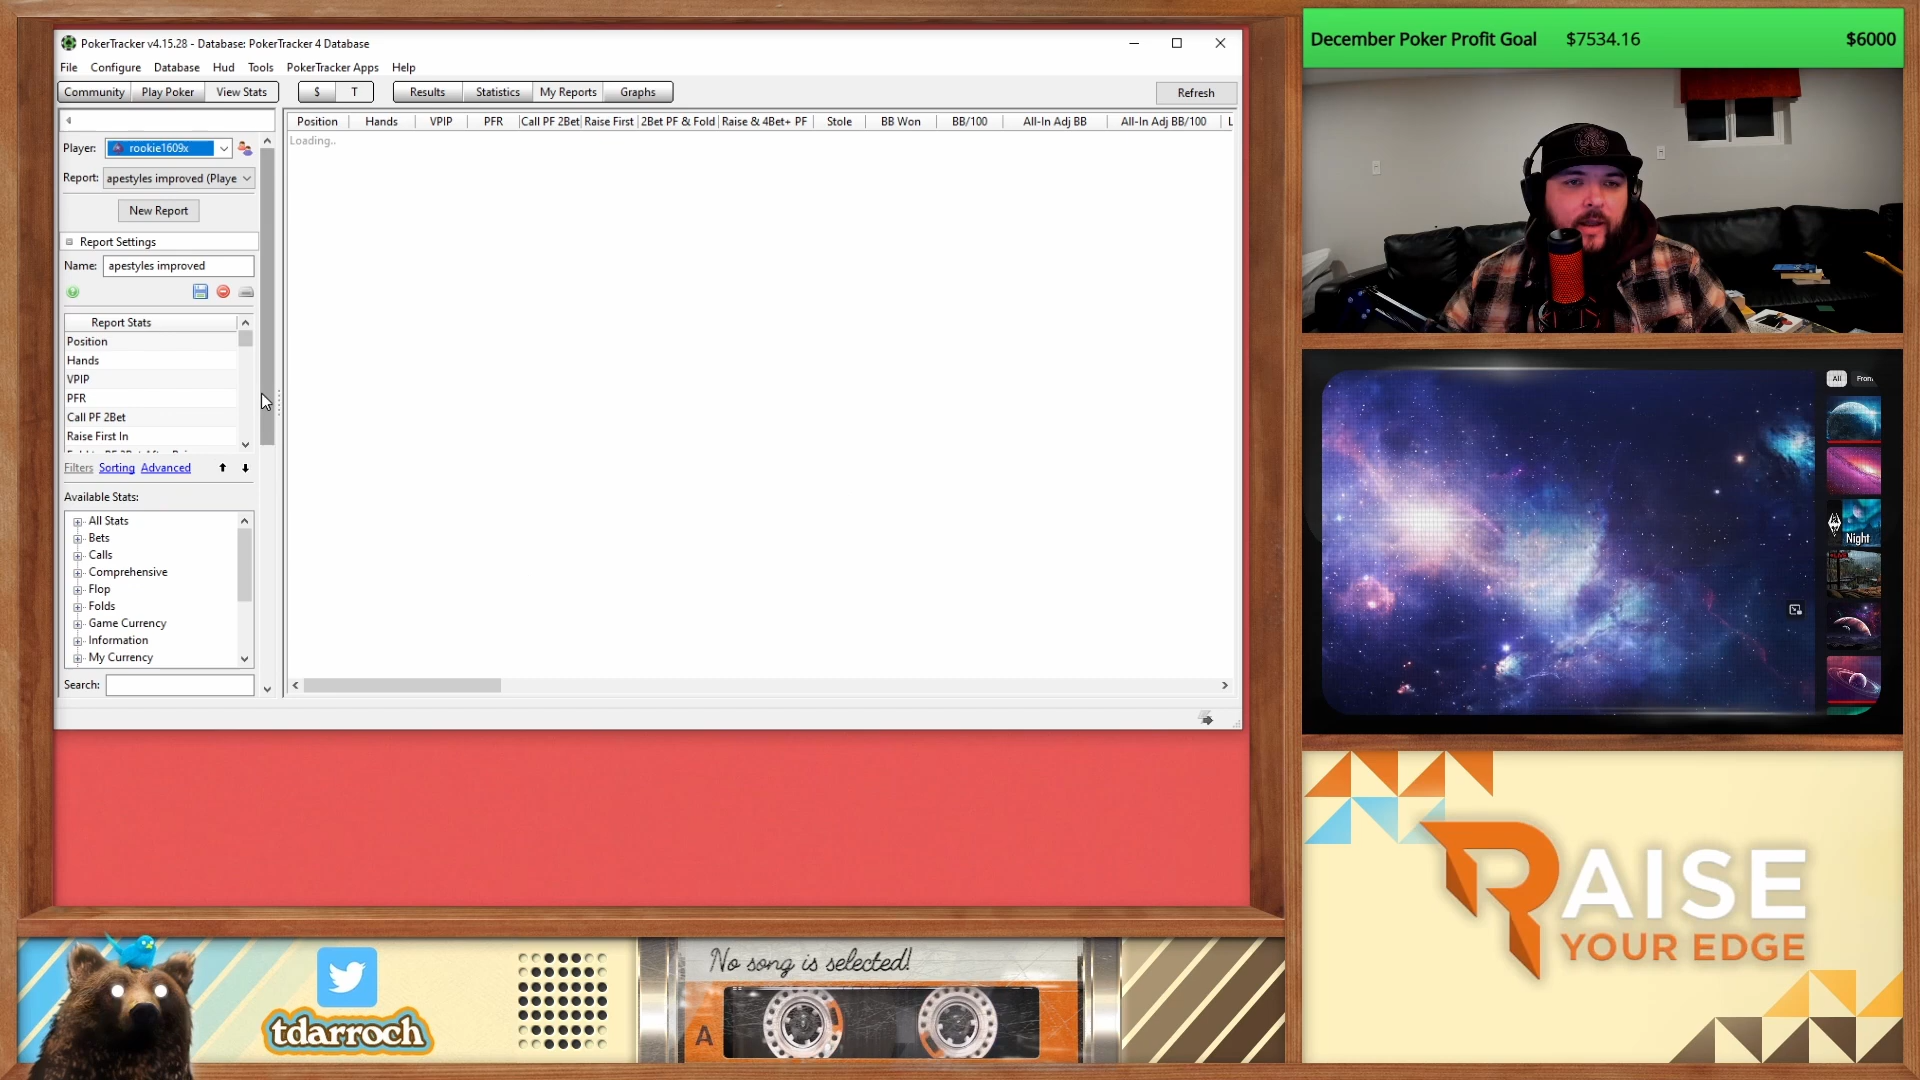 PokerTracker v4.15.28 - Database: PokerTracker 4 Database
File Configure Database Hud Tools PokerTracker Apps Help
Community Play Poker View Stats $ T Results Statistics My Reports Graphs Refresh
Player: rookie1609x
Report: apestyles improved (Playe
New Report
Report Settings
Name: apestyles improved
Report Stats
Position
Hands
VPIP
PFR
Call PF 2Bet
Raise First In
Filters Sorting Advanced
Available Stats:
All Stats
Bets
Calls
Comprehensive
Flop
Folds
Game Currency
Information
My Currency
Search:
Position Hands VPIP PFR Call PF 2Bet Raise First 2Bet PF & Fold Raise & 4Bet+ PF Stole BB Won BB/100 All-In Adj BB All-In Adj BB/100 L
Loading..
December Poker Profit Goal $7534.16 $6000
All Fron
Night
RAISE
YOUR EDGE
tdarroch
No song is selected!
A